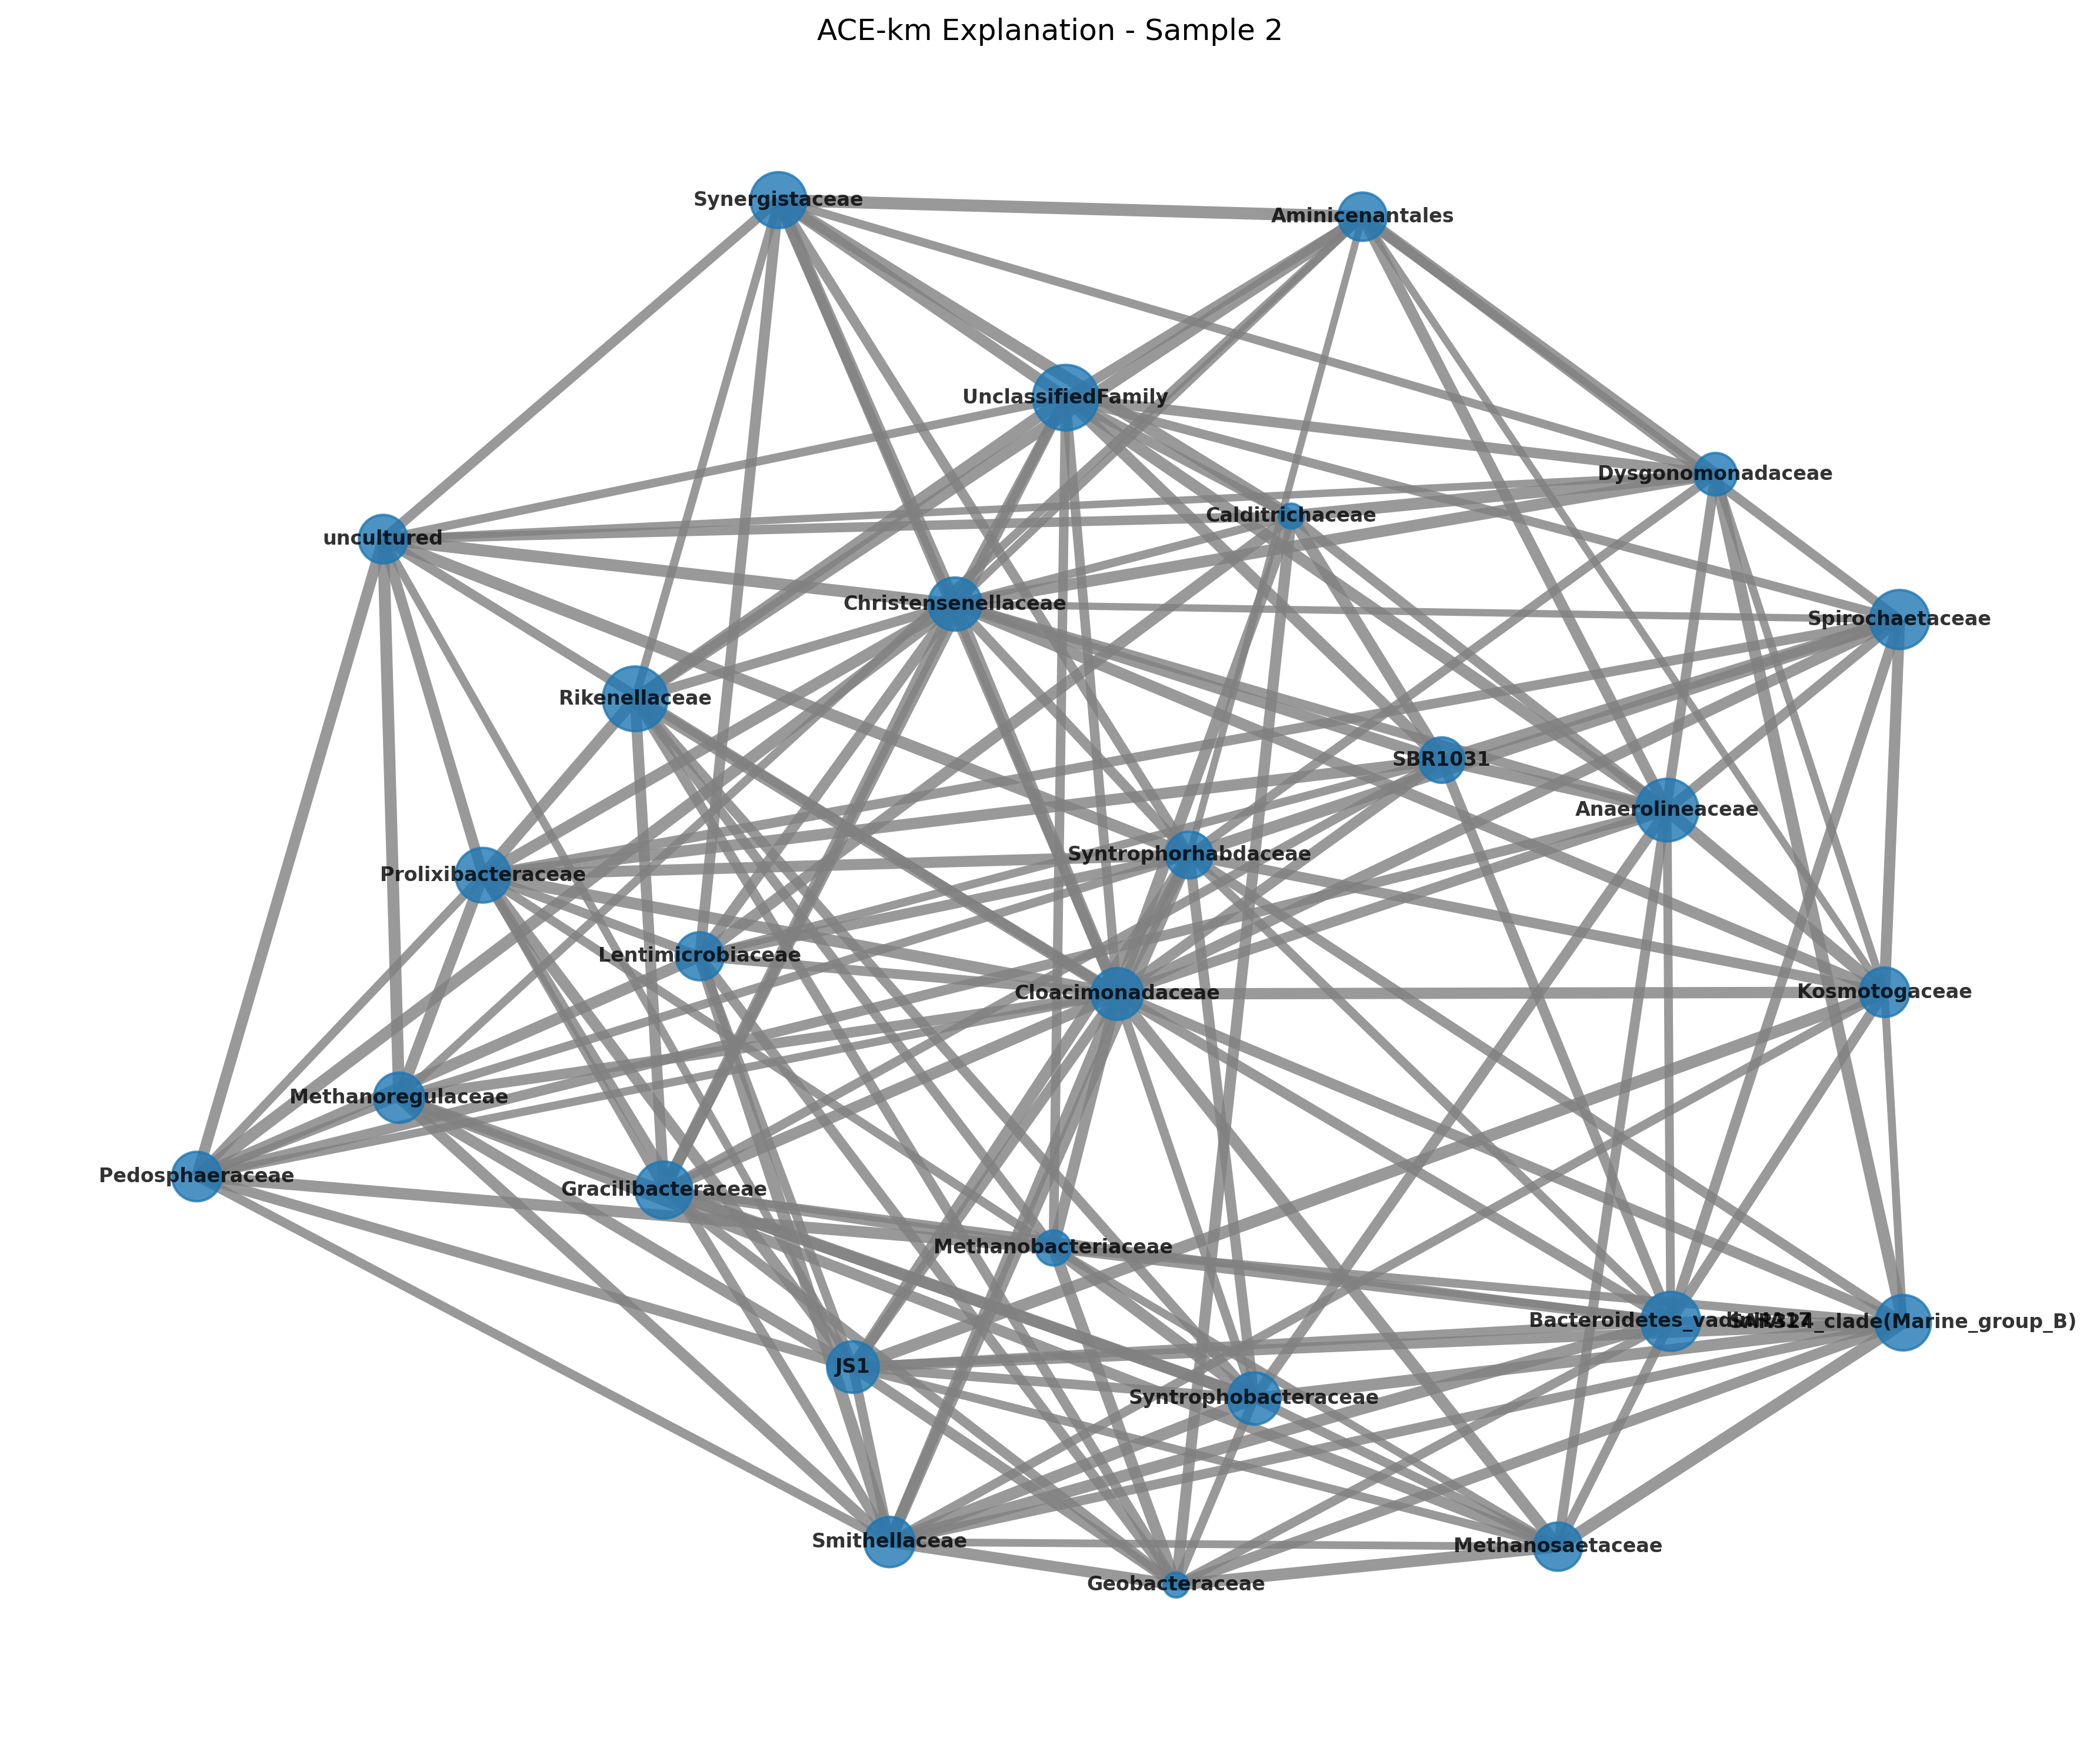 ACE-km Explanation - Sample 2
Synergistaceae
Aminicenantales
UnclassifiedFamily
Dysgonomonadaceae
Calditrichaceae
uncultured
Christensenellaceae
Spirochaetaceae
Rikenellaceae
SBR1031
Anaerolineaceae
Syntrophorhabdaceae
Prolixibacteraceae
Lentimicrobiaceae
Cloacimonadaceae
Kosmotogaceae
Methanoregulaceae
Pedosphaeraceae
Gracilibacteraceae
Methanobacteriaceae
Bacteroidetes_vadinHA17
SAR324_clade(Marine_group_B)
JS1
Syntrophobacteraceae
Smithellaceae
Methanosaetaceae
Geobacteraceae